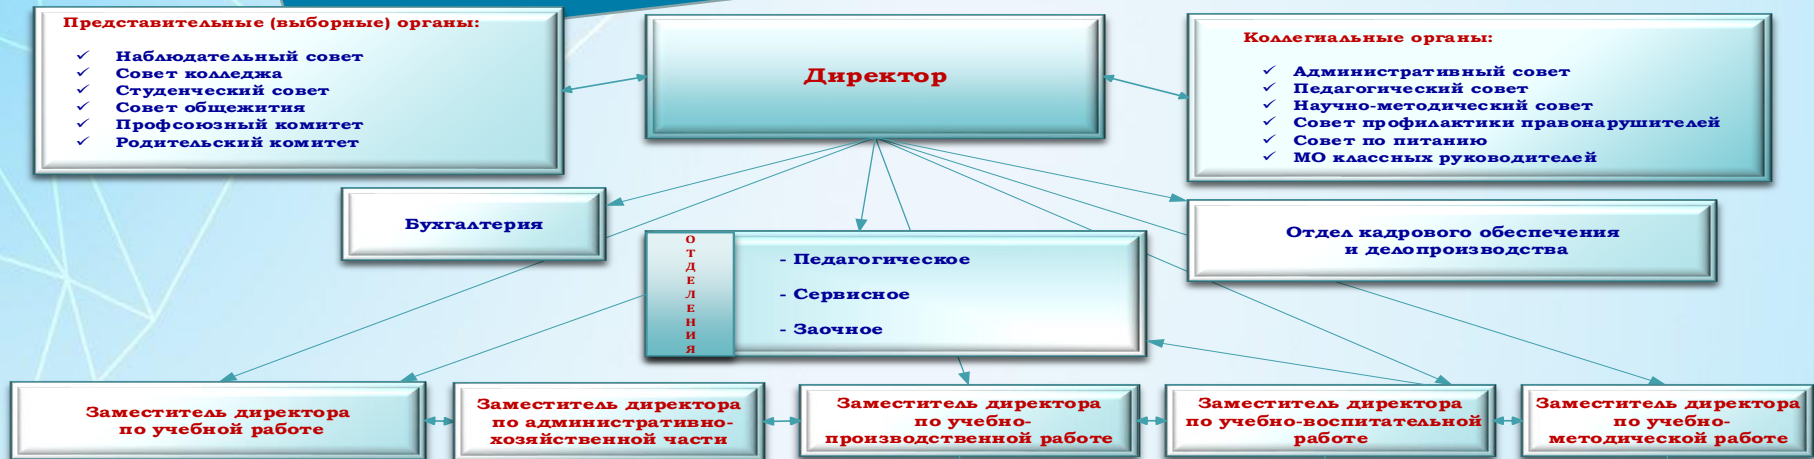 Представительные (выборные) органы:
✓ Наблюдательный совет
✓ Совет колледжа
✓ Студенческий совет
✓ Совет общежития
✓ Профсоюзный комитет
✓ Родительский комитет
Директор
Коллегиальные органы:
✓ Административный совет
✓ Педагогический совет
✓ Научно-методический совет
✓ Совет профилактики правонарушителей
✓ Совет по питанию
✓ МО классных руководителей
Бухгалтерия
ОТДЕЛЕНИЯ
- Педагогическое
- Сервисное
- Заочное
Отдел кадрового обеспечения
и делопроизводства
Заместитель директора
по учебной работе
Заместитель директора
по административно-
хозяйственной части
Заместитель директора
по учебно-
производственной работе
Заместитель директора
по учебно-воспитательной
работе
Заместитель директора
по учебно-
методической работе